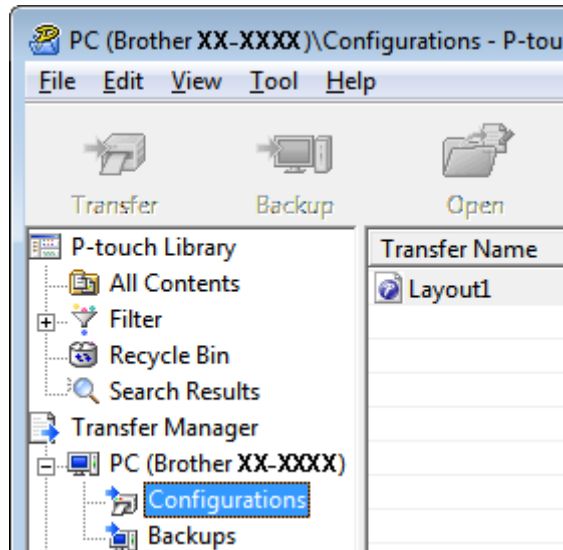 PC (Brother XX-XXXX)\Configurations - P-tou
File Edit View Tool Help
Transfer Backup Open
P-touch Library
All Contents
Filter
Recycle Bin
Search Results
Transfer Manager
PC (Brother XX-XXXX)
Configurations
Backups
Transfer Name
Layout1